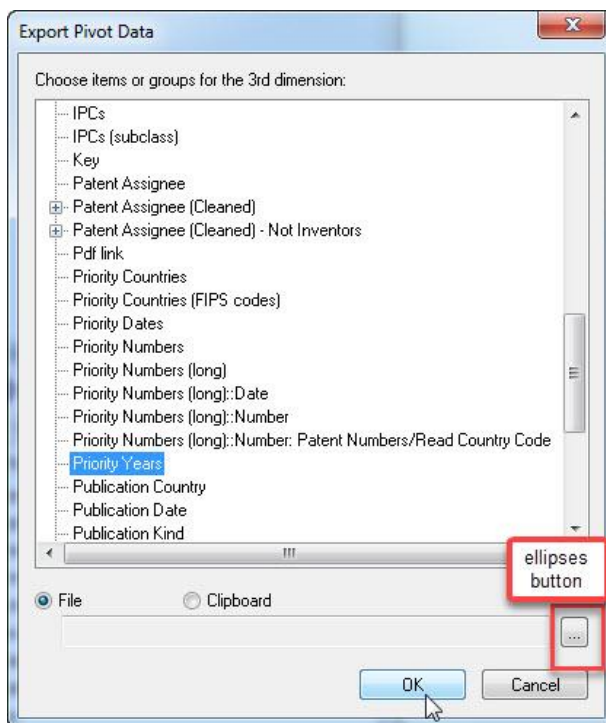 Export Pivot Data
Choose items or groups for the 3rd dimension:
IPCs
IPCs (subclass)
Key
Patent Assignee
Patent Assignee (Cleaned)
Patent Assignee (Cleaned) - Not Inventors
Pdf link
Priority Countries
Priority Countries (FIPS codes)
Priority Dates
Priority Numbers
Priority Numbers (long)
Priority Numbers (long)::Date
Priority Numbers (long)::Number
Priority Numbers (long)::Number: Patent Numbers/Read Country Code
Priority Years
Publication Country
Publication Date
Publication Kind
ellipses
button
File Clipboard
...
OK Cancel